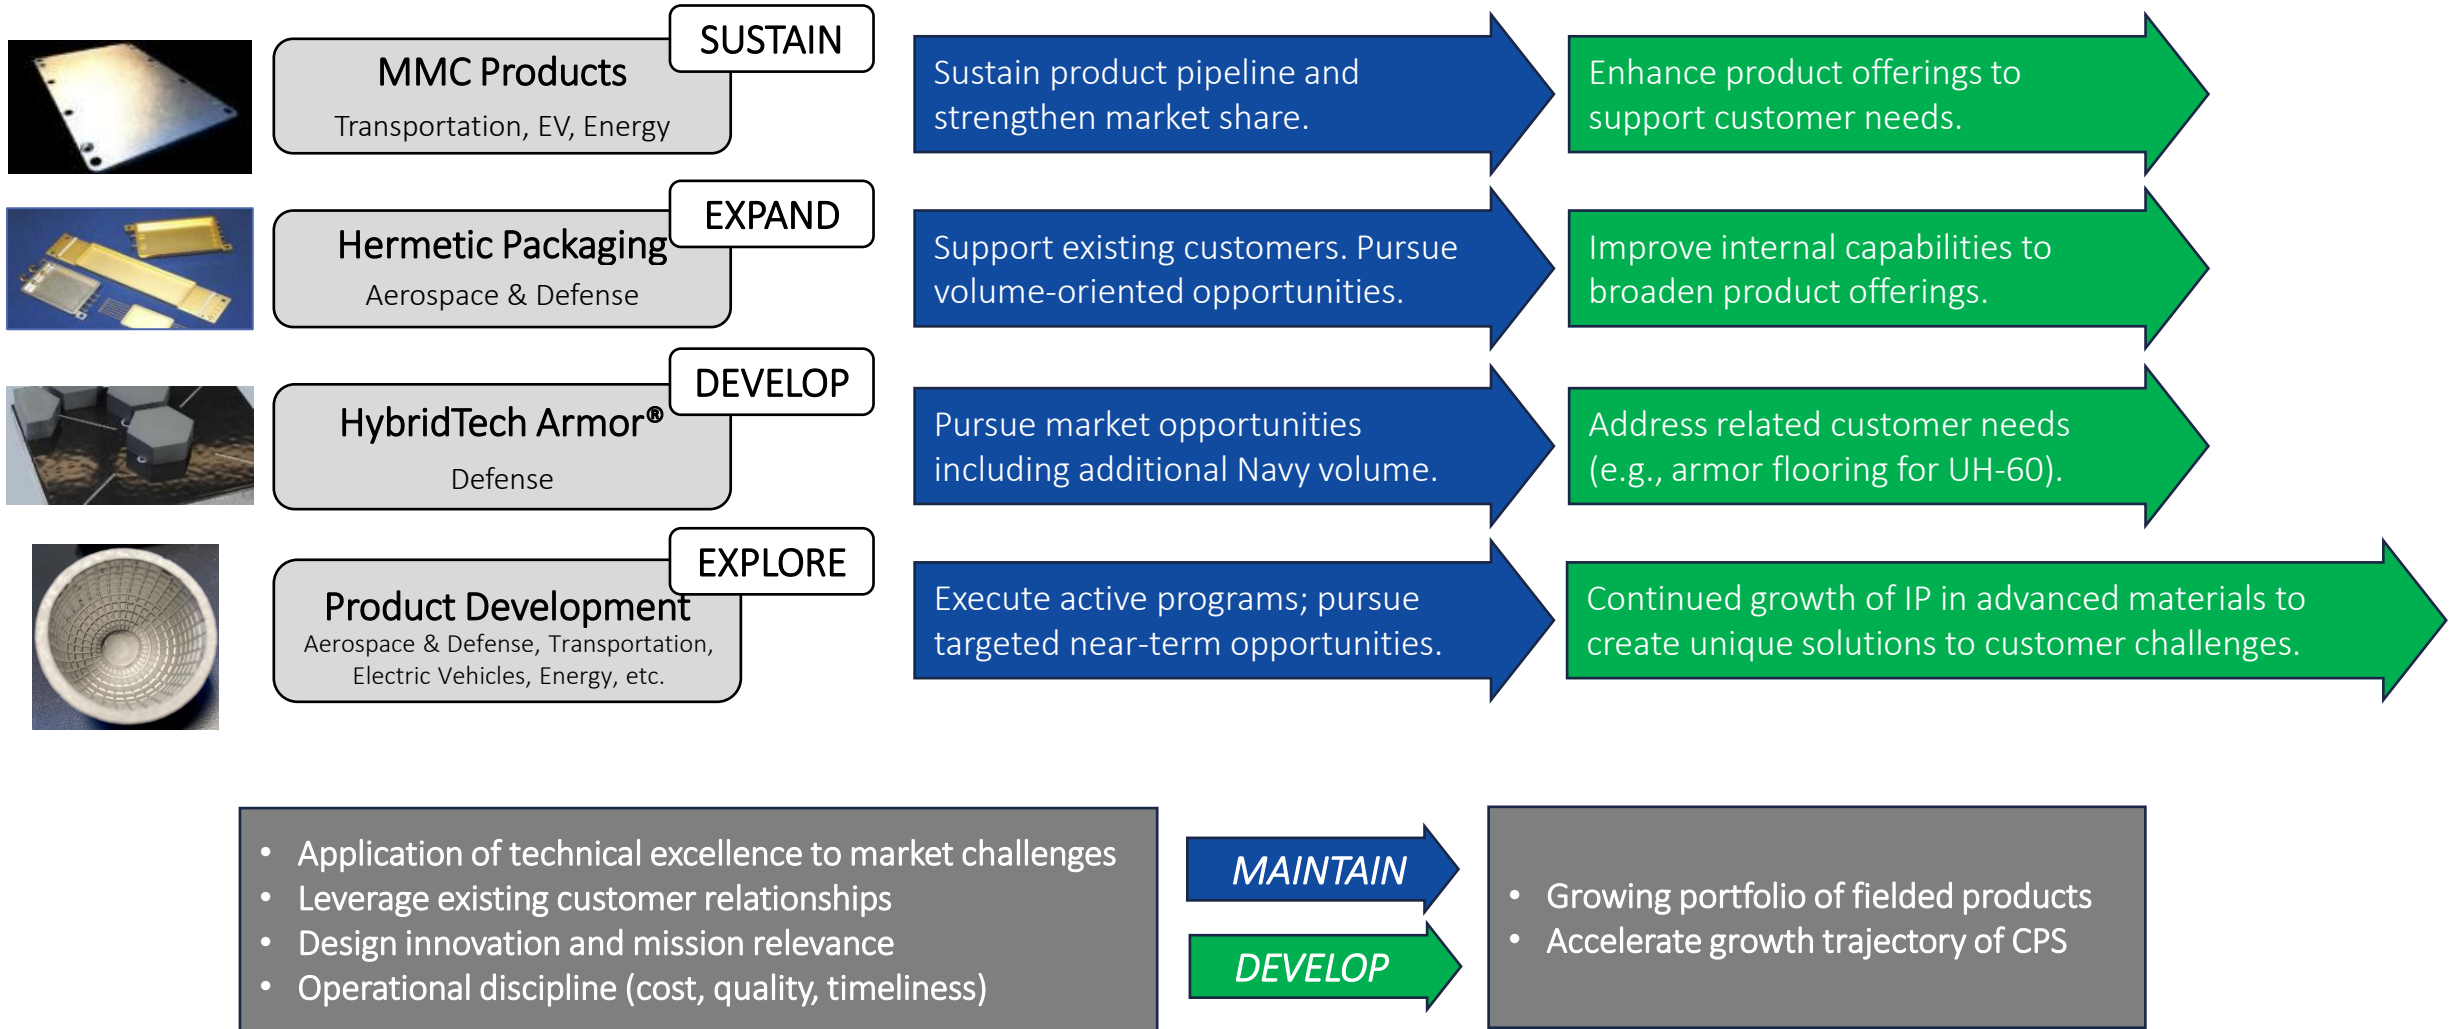 SUSTAIN
MMC Products
Transportation, EV, Energy
Sustain product pipeline and
strengthen market share.
Enhance product offerings to
support customer needs.
EXPAND
Hermetic Packaging
Aerospace & Defense
Support existing customers. Pursue
volume-oriented opportunities.
Improve internal capabilities to
broaden product offerings.
DEVELOP
HybridTech Armor®
Defense
Pursue market opportunities
including additional Navy volume.
Address related customer needs
(e.g., armor flooring for UH-60).
EXPLORE
Product Development
Aerospace & Defense, Transportation,
Electric Vehicles, Energy, etc.
Execute active programs; pursue
targeted near-term opportunities.
Continued growth of IP in advanced materials to
create unique solutions to customer challenges.
• Application of technical excellence to market challenges
• Leverage existing customer relationships
• Design innovation and mission relevance
• Operational discipline (cost, quality, timeliness)
MAINTAIN
DEVELOP
• Growing portfolio of fielded products
• Accelerate growth trajectory of CPS